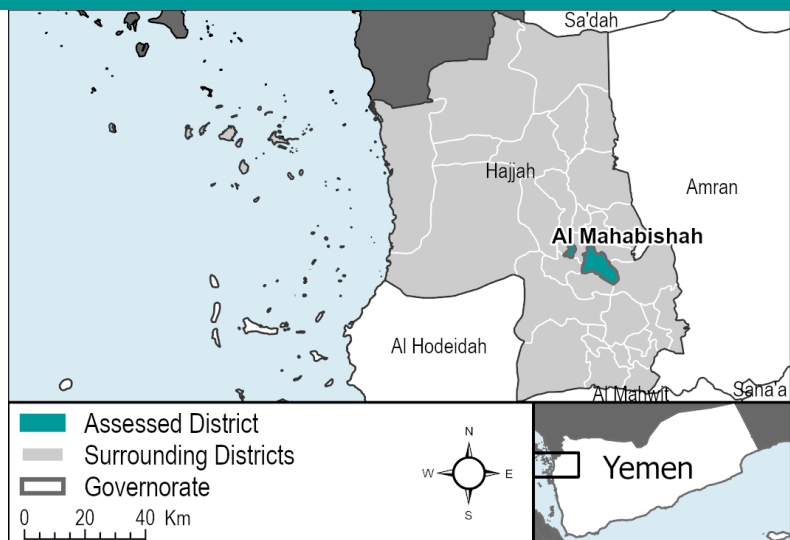 Sa'dah
Hajjah
Amran
Al Mahabishah
Al Hodeidah
Al Mahwit
Sana'a
Assessed District
Surrounding Districts
Governorate
0 20 40 Km
N
W E
S
Yemen